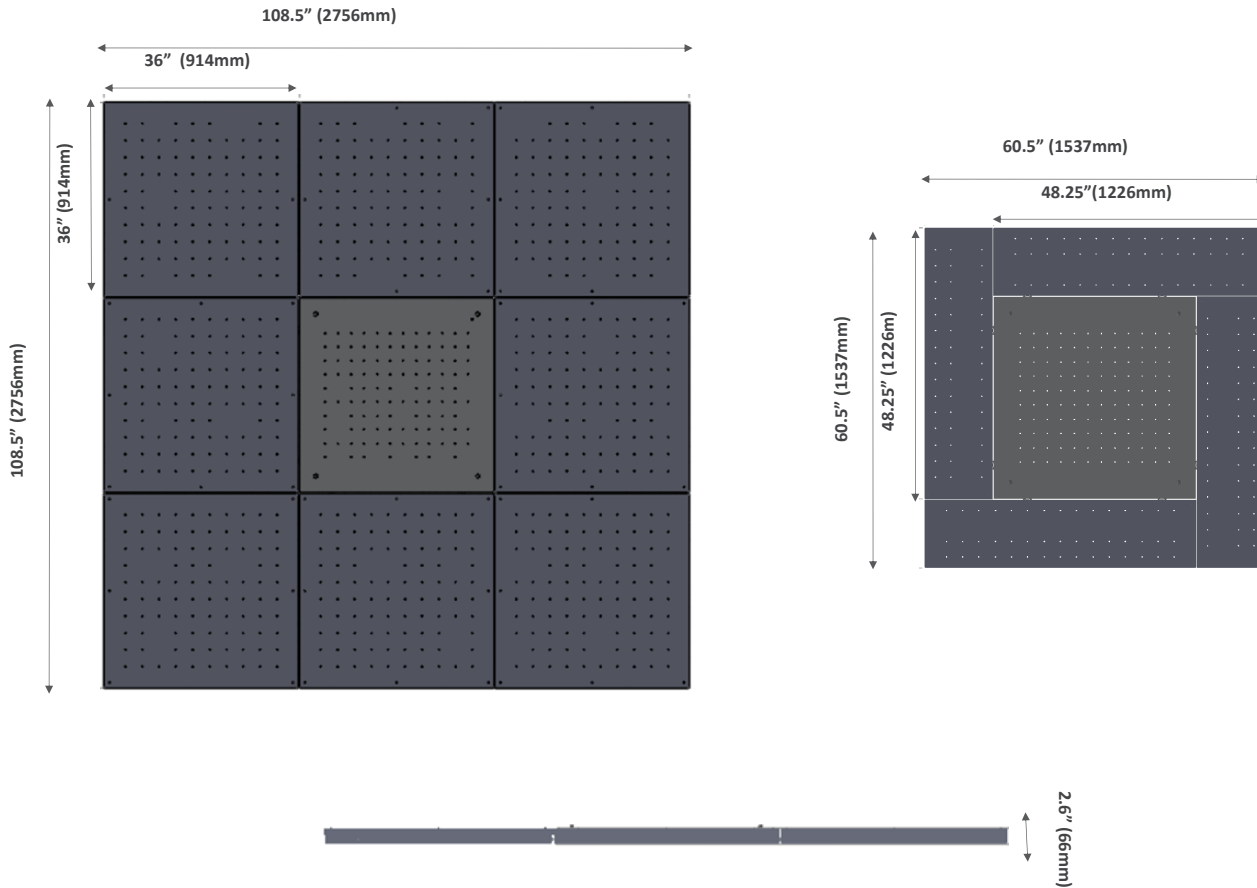 108.5” (2756mm)
36” (914mm)
36” (914mm)
108.5” (2756mm)
60.5” (1537mm)
48.25”(1226mm)
60.5” (1537mm)
48.25” (1226m)
2.6” (66mm)